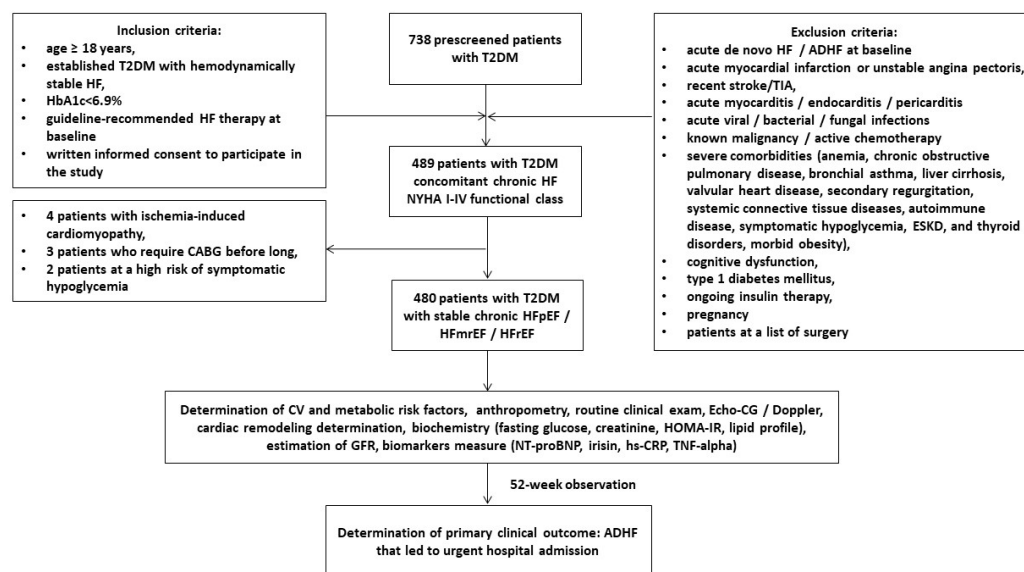 Inclusion criteria:
• age ≥ 18 years,
• established T2DM with hemodynamically
stable HF,
• HbA1c<6.9%
• guideline-recommended HF therapy at
baseline
• written informed consent to participate in
the study
738 prescreened patients
with T2DM
Exclusion criteria:
• acute de novo HF / ADHF at baseline
• acute myocardial infarction or unstable angina pectoris,
• recent stroke/TIA,
• acute myocarditis / endocarditis / pericarditis
• acute viral / bacterial / fungal infections
• known malignancy / active chemotherapy
• severe comorbidities (anemia, chronic obstructive
pulmonary disease, bronchial asthma, liver cirrhosis,
valvular heart disease, secondary regurgitation,
systemic connective tissue diseases, autoimmune
disease, symptomatic hypoglycemia, ESKD, and thyroid
disorders, morbid obesity),
• cognitive dysfunction,
• type 1 diabetes mellitus,
• ongoing insulin therapy,
• pregnancy
• patients at a list of surgery
489 patients with T2DM
concomitant chronic HF
NYHA I-IV functional class
• 4 patients with ischemia-induced
cardiomyopathy,
• 3 patients who require CABG before long,
• 2 patients at a high risk of symptomatic
hypoglycemia
480 patients with T2DM
with stable chronic HFpEF /
HFmrEF / HFrEF
Determination of CV and metabolic risk factors, anthropometry, routine clinical exam, Echo-CG / Doppler,
cardiac remodeling determination, biochemistry (fasting glucose, creatinine, HOMA-IR, lipid profile),
estimation of GFR, biomarkers measure (NT-proBNP, irisin, hs-CRP, TNF-alpha)
52-week observation
Determination of primary clinical outcome: ADHF
that led to urgent hospital admission